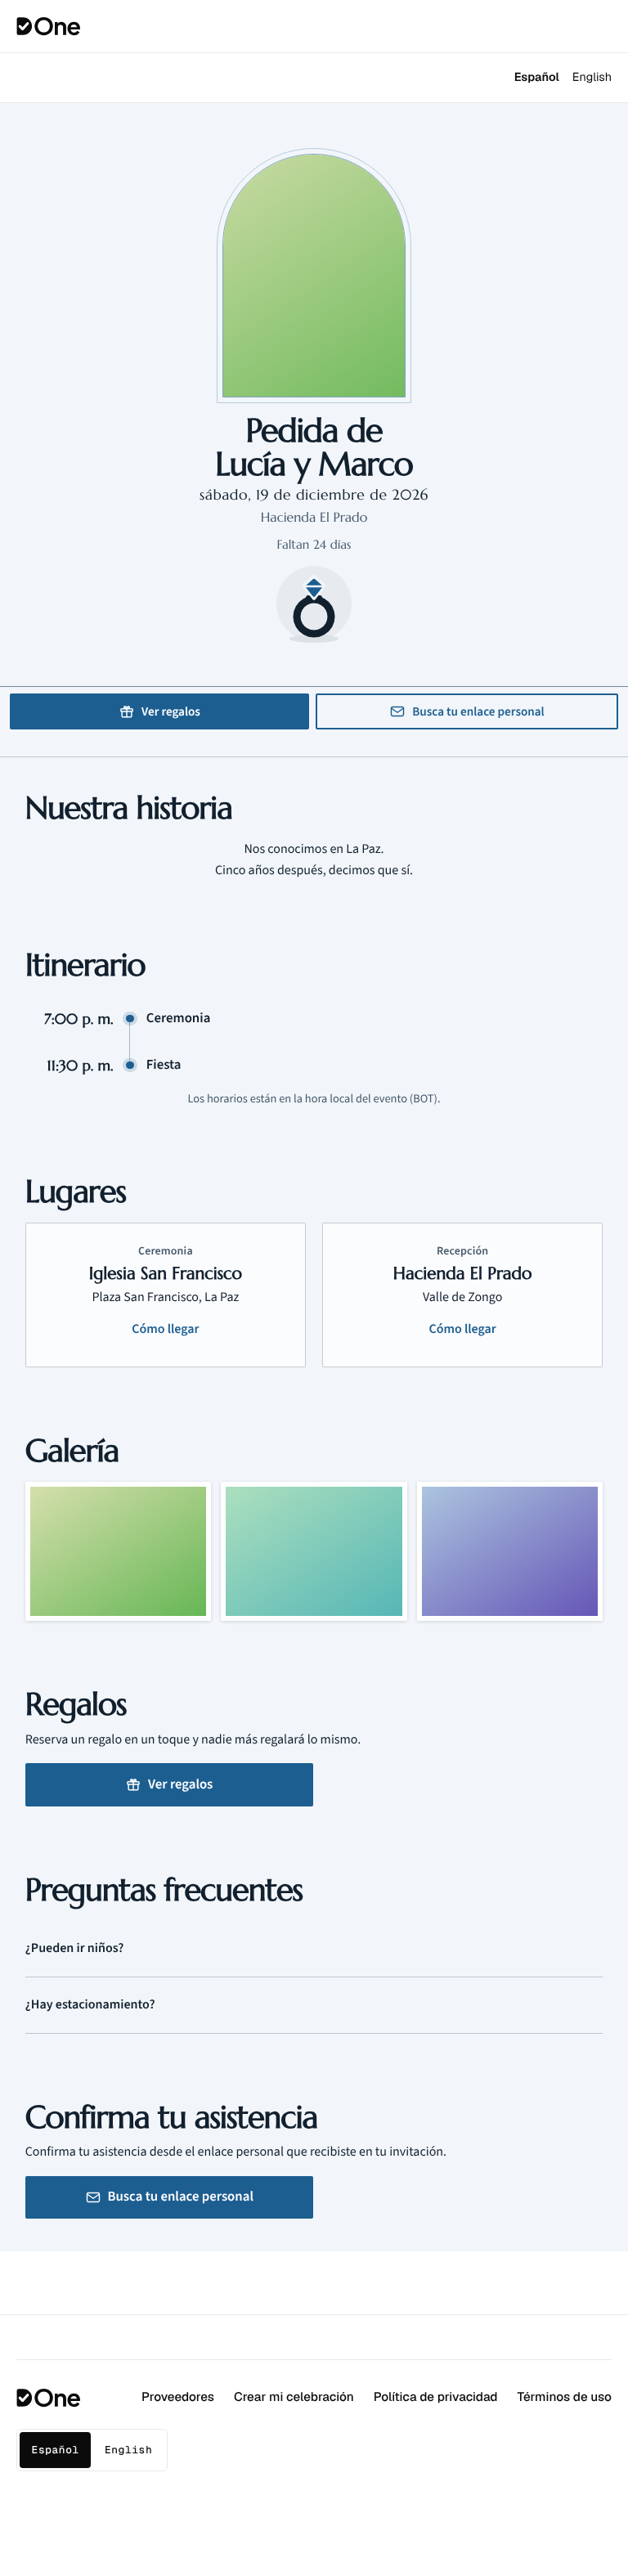 One
Español English
Pedida de
Lucía y Marco
sábado, 19 de diciembre de 2026
Hacienda El Prado
Faltan 24 días
Ver regalos
Busca tu enlace personal
Nuestra historia
Nos conocimos en La Paz.
Cinco años después, decimos que sí.
Itinerario
7:00 p. m. Ceremonia
11:30 p. m. Fiesta
Los horarios están en la hora local del evento (BOT).
Lugares
Ceremonia
Iglesia San Francisco
Plaza San Francisco, La Paz
Cómo llegar
Recepción
Hacienda El Prado
Valle de Zongo
Cómo llegar
Galería
Regalos
Reserva un regalo en un toque y nadie más regalará lo mismo.
Ver regalos
Preguntas frecuentes
¿Pueden ir niños?
¿Hay estacionamiento?
Confirma tu asistencia
Confirma tu asistencia desde el enlace personal que recibiste en tu invitación.
Busca tu enlace personal
One
Proveedores Crear mi celebración Política de privacidad Términos de uso
Español English